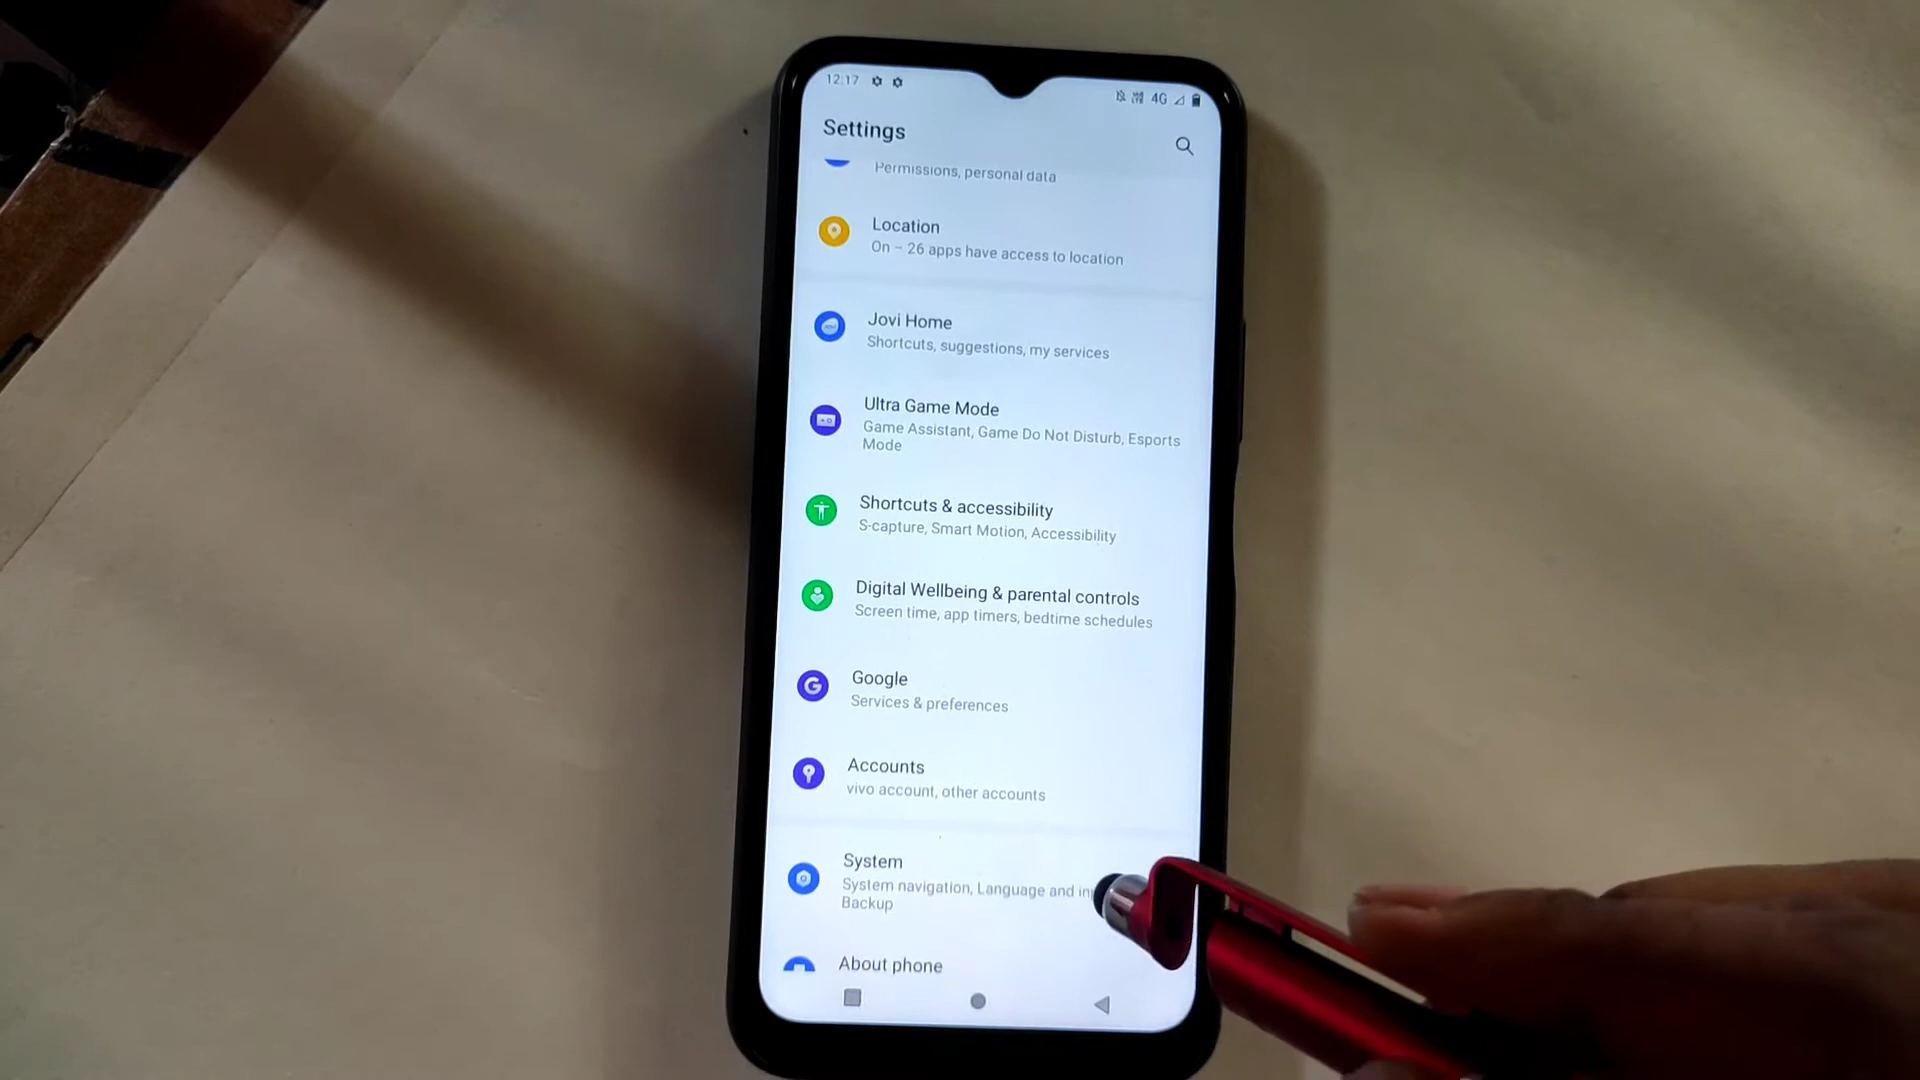 12:17
4G
Settings
Permissions, personal data
Location
On – 26 apps have access to location
Jovi Home
Shortcuts, suggestions, my services
Ultra Game Mode
Game Assistant, Game Do Not Disturb, Esports
Mode
Shortcuts & accessibility
S-capture, Smart Motion, Accessibility
Digital Wellbeing & parental controls
Screen time, app timers, bedtime schedules
Google
Services & preferences
Accounts
vivo account, other accounts
System
System navigation, Language and
Backup
About phone